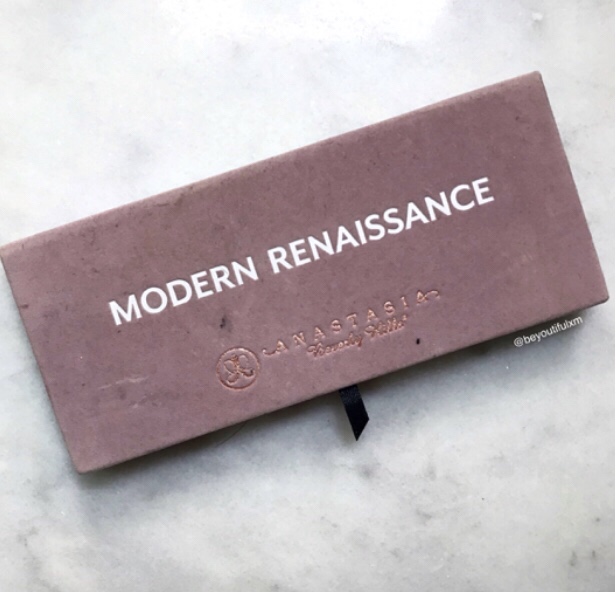 MODERN RENAISSANCE
ANASTASIA
Beverly Hills
@beyoutifulxm